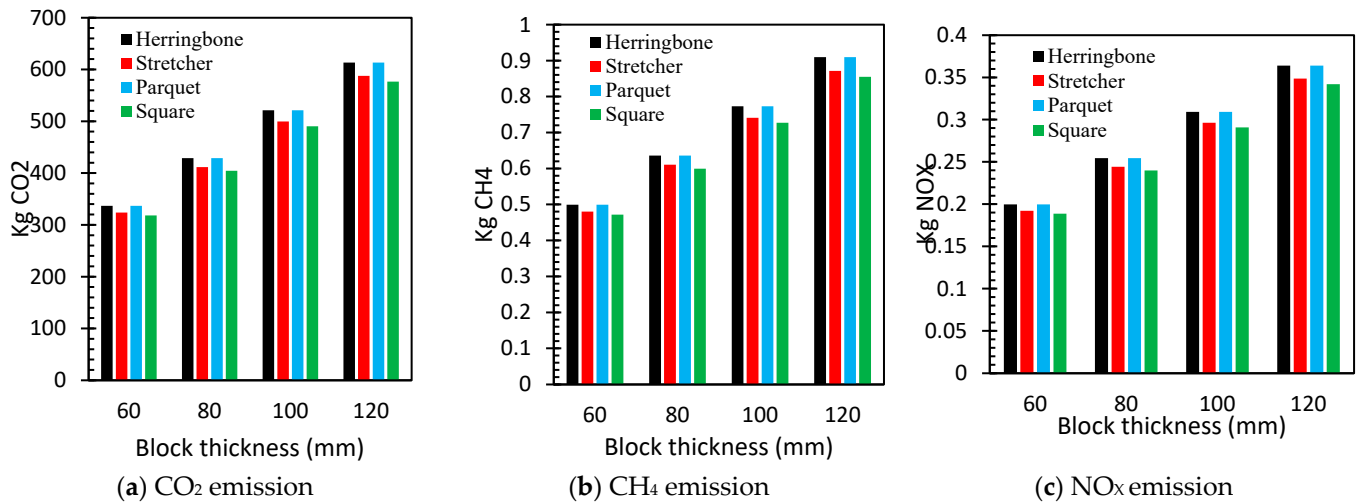 700
600
500
400
300
200
100
0
Kg CO2
Herringbone
Stretcher
Parquet
Square
60 80 100 120
Block thickness (mm)
(a) CO₂ emission
1
0.9
0.8
0.7
0.6
0.5
0.4
0.3
0.2
0.1
0
Kg CH4
Herringbone
Stretcher
Parquet
Square
60 80 100 120
Block thickness (mm)
(b) CH₄ emission
0.4
0.35
0.3
0.25
0.2
0.15
0.1
0.05
0
Kg NOX
Herringbone
Stretcher
Parquet
Square
60 80 100 120
Block thickness (mm)
(c) NOₓ emission